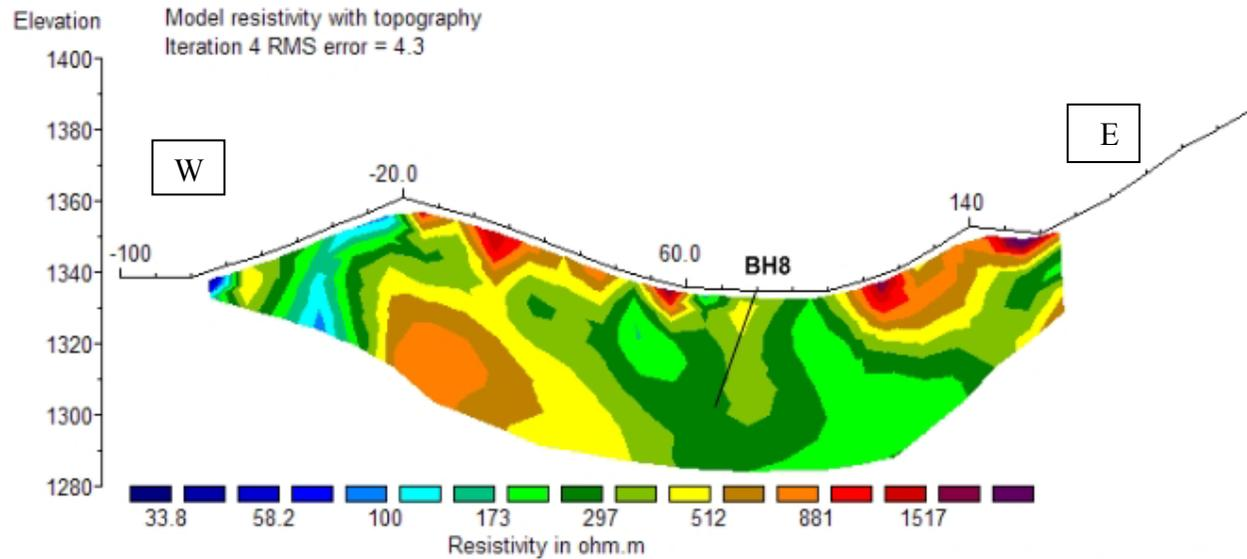 Elevation
Model resistivity with topography
Iteration 4 RMS error = 4.3
1400
1380
E
W
1360
-20.0
140
-100
60.0
BH8
1340
1320
1300
1280
33.8 58.2 100 173 297 512 881 1517
Resistivity in ohm.m